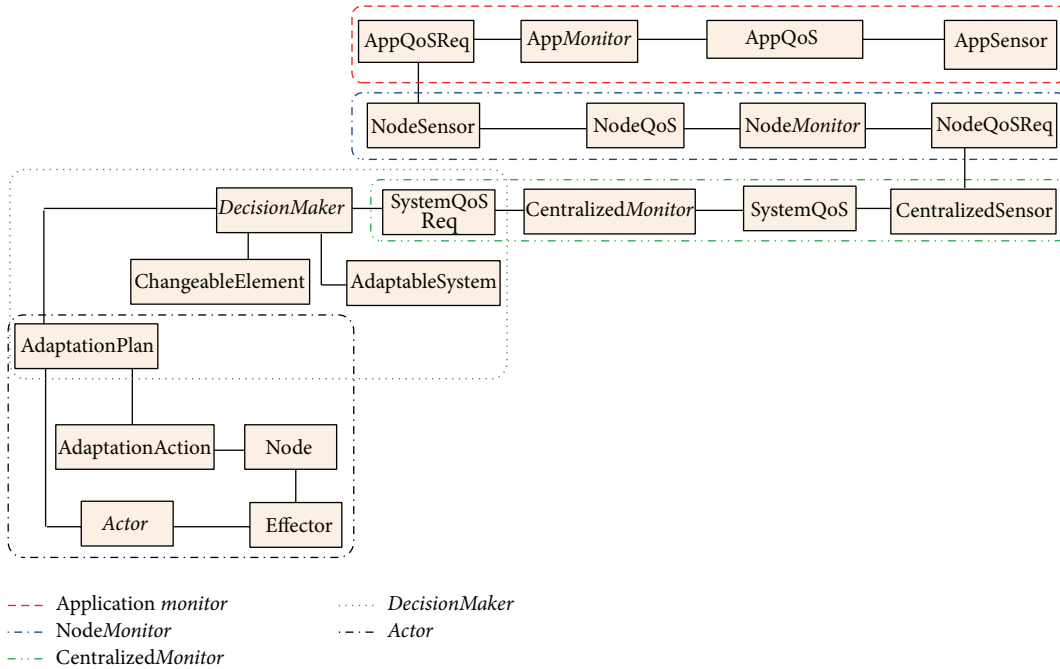 AppQoSReq
AppMonitor
AppQoS
AppSensor
NodeSensor
NodeQoS
NodeMonitor
NodeQoSReq
DecisionMaker
SystemQoS
Req
CentralizedMonitor
SystemQoS
CentralizedSensor
ChangeableElement
AdaptableSystem
AdaptationPlan
AdaptationAction
Node
Actor
Effector
Application monitor
NodeMonitor
CentralizedMonitor
DecisionMaker
Actor